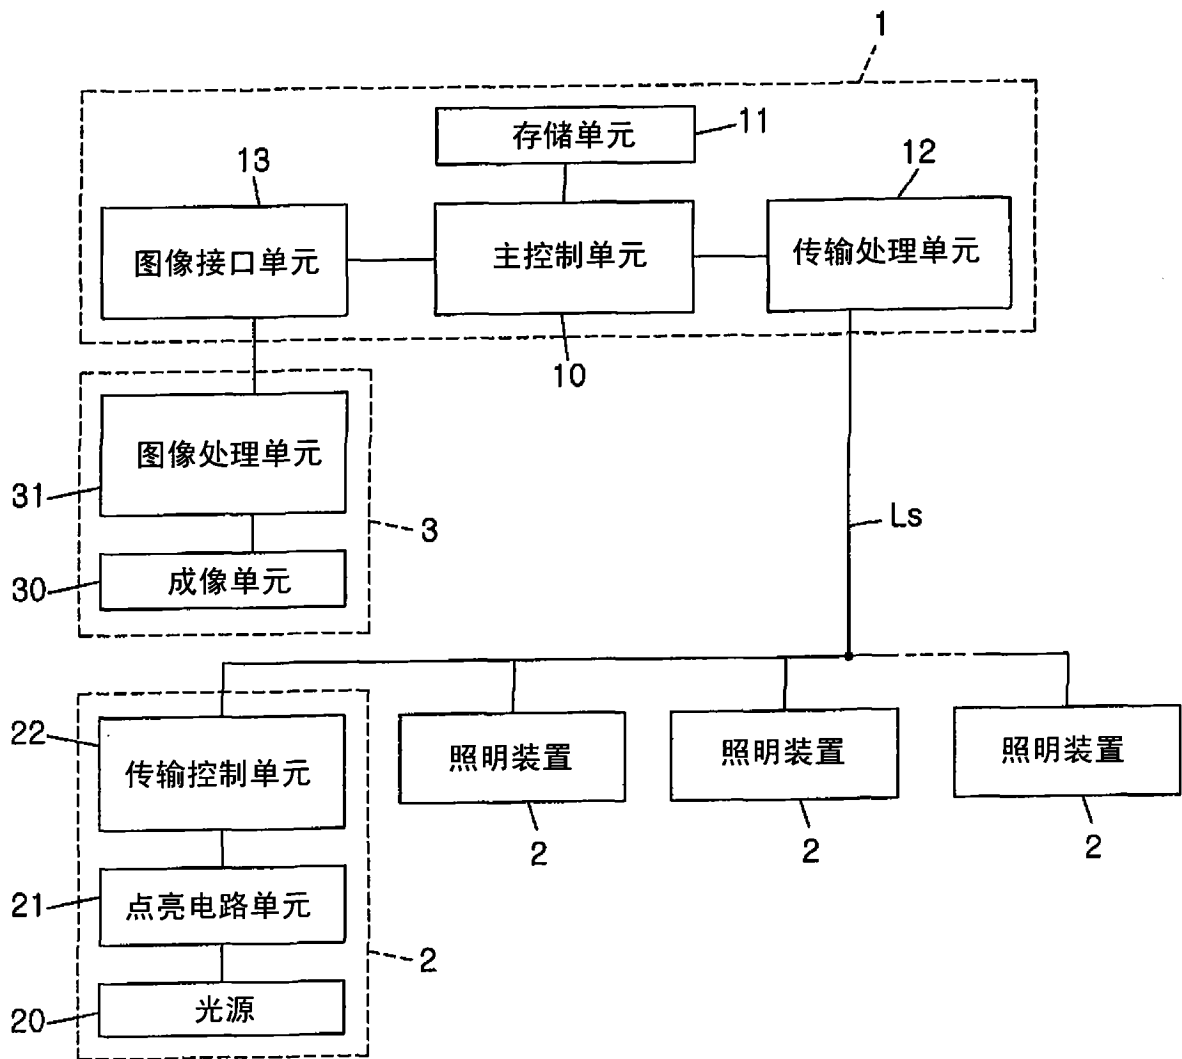 1
存储单元
11
13
12
图像接口单元
主控制单元
传输处理单元
10
图像处理单元
31
3
Ls
成像单元
30
22
传输控制单元
照明装置
照明装置
照明装置
2
2
2
21
点亮电路单元
2
光源
20